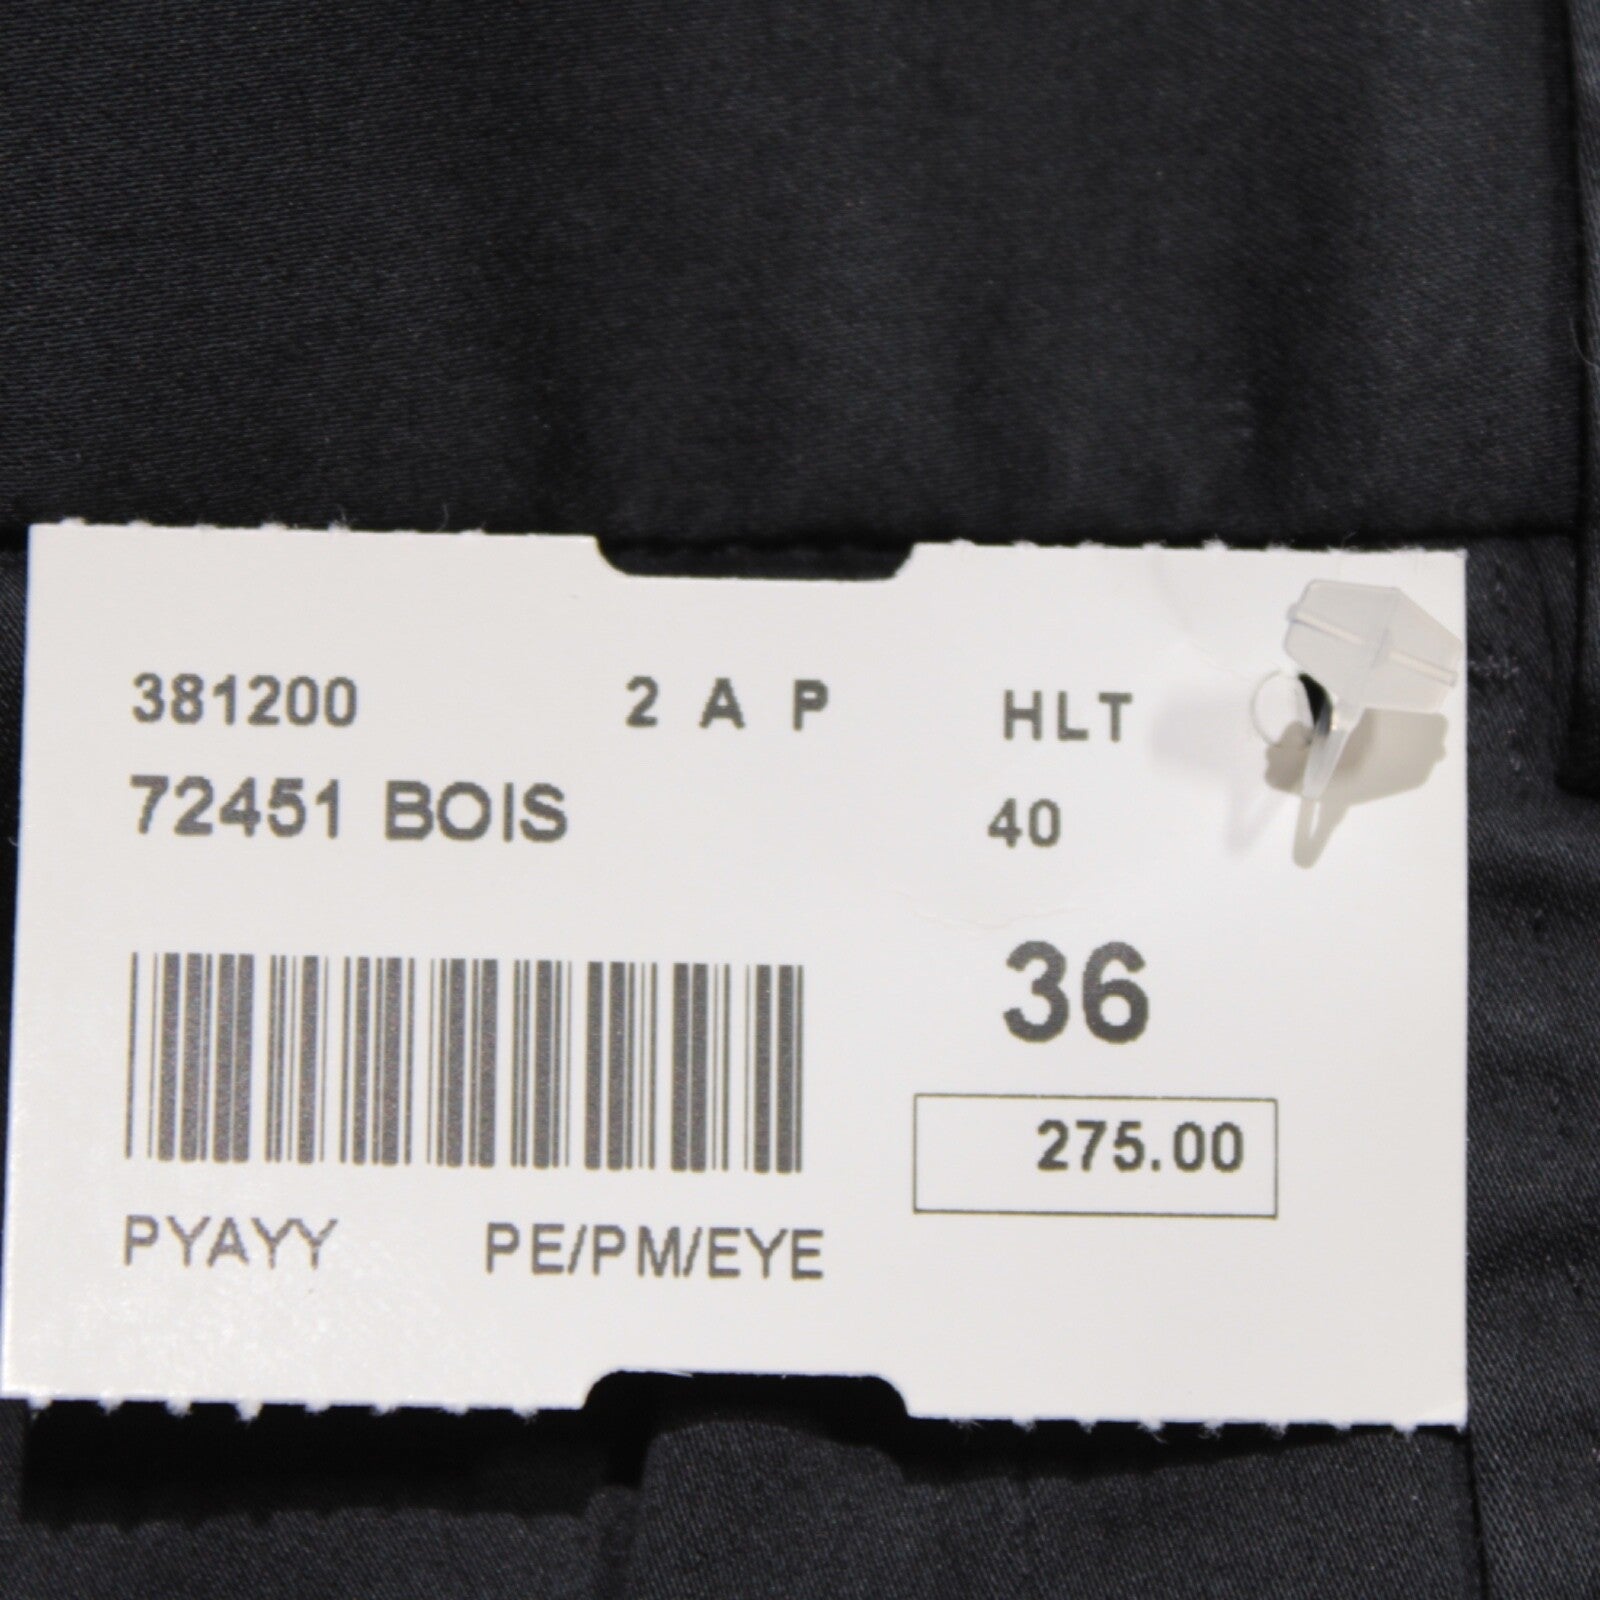 381200 2 A P HLT
72451 BOIS 40
36
275.00
PYAYY PE/PM/EYE